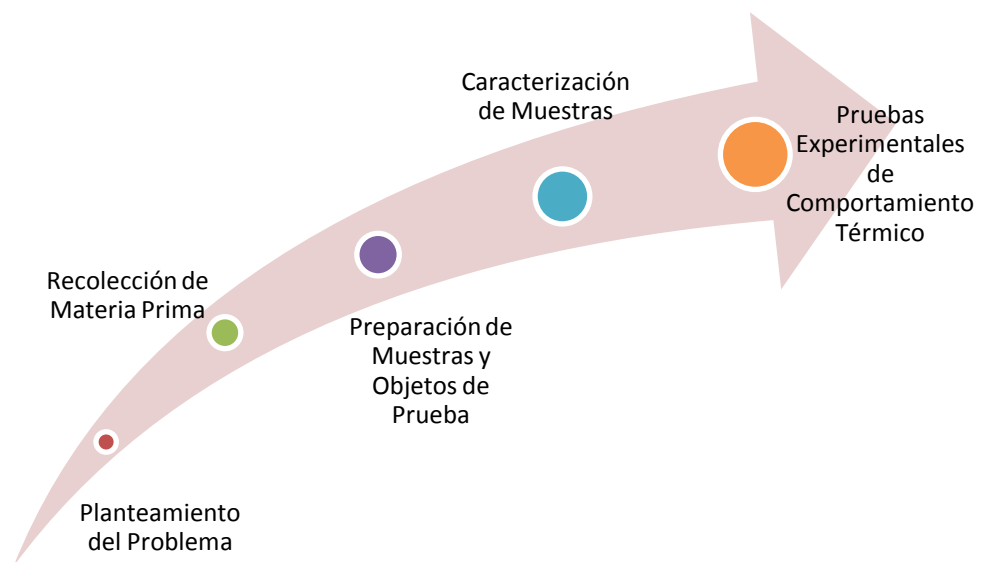 Planteamiento
del Problema
Recolección de
Materia Prima
Preparación de
Muestras y
Objetos de
Prueba
Caracterización
de Muestras
Pruebas
Experimentales
de
Comportamiento
Térmico